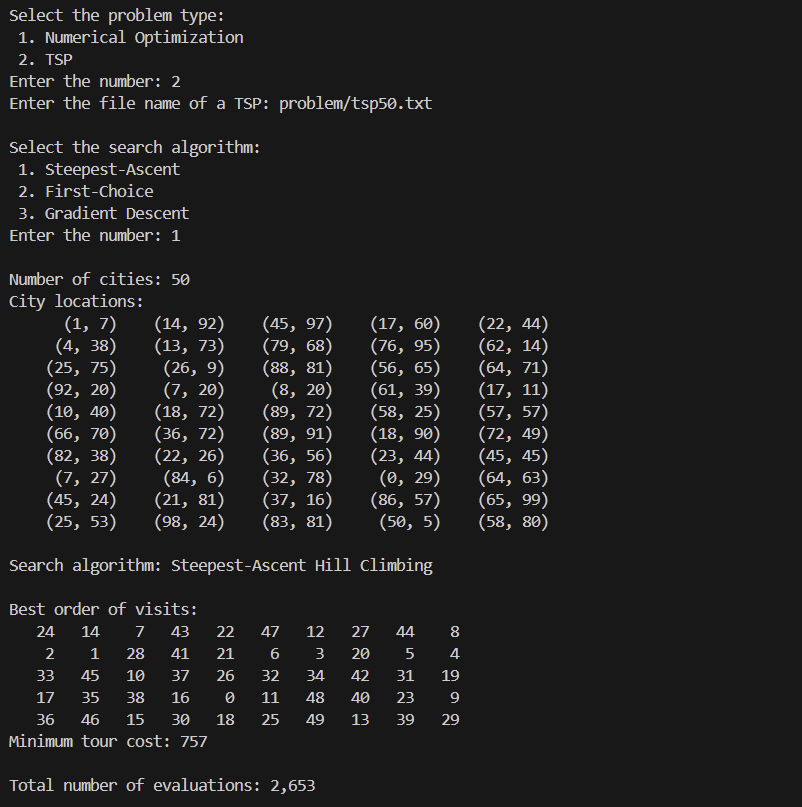 Select the problem type:
 1. Numerical Optimization
 2. TSP
Enter the number: 2
Enter the file name of a TSP: problem/tsp50.txt

Select the search algorithm:
 1. Steepest-Ascent
 2. First-Choice
 3. Gradient Descent
Enter the number: 1

Number of cities: 50
City locations:
      (1, 7)    (14, 92)    (45, 97)    (17, 60)    (22, 44)
     (4, 38)    (13, 73)    (79, 68)    (76, 95)    (62, 14)
    (25, 75)     (26, 9)    (88, 81)    (56, 65)    (64, 71)
    (92, 20)     (7, 20)     (8, 20)    (61, 39)    (17, 11)
    (10, 40)    (18, 72)    (89, 72)    (58, 25)    (57, 57)
    (66, 70)    (36, 72)    (89, 91)    (18, 90)    (72, 49)
    (82, 38)    (22, 26)    (36, 56)    (23, 44)    (45, 45)
     (7, 27)     (84, 6)    (32, 78)     (0, 29)    (64, 63)
    (45, 24)    (21, 81)    (37, 16)    (86, 57)    (65, 99)
    (25, 53)    (98, 24)    (83, 81)     (50, 5)    (58, 80)

Search algorithm: Steepest-Ascent Hill Climbing

Best order of visits:
   24   14    7   43   22   47   12   27   44    8
    2    1   28   41   21    6    3   20    5    4
   33   45   10   37   26   32   34   42   31   19
   17   35   38   16    0   11   48   40   23    9
   36   46   15   30   18   25   49   13   39   29
Minimum tour cost: 757

Total number of evaluations: 2,653